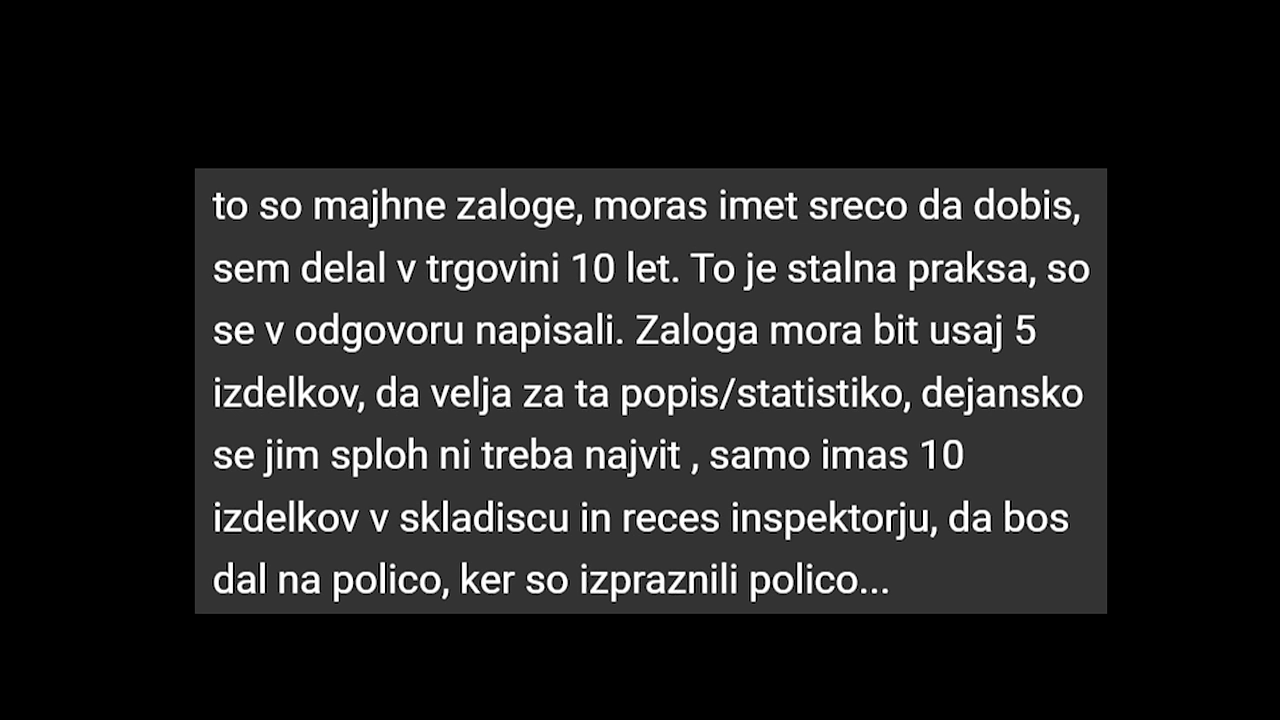 to so majhne zaloge, moras imet sreco da dobis,
sem delal v trgovini 10 let. To je stalna praksa, so
se v odgovoru napisali. Zaloga mora bit usaj 5
izdelkov, da velja za ta popis/statistiko, dejansko
se jim sploh ni treba najvit , samo imas 10
izdelkov v skladiscu in reces inspektorju, da bos
dal na polico, ker so izpraznili polico...